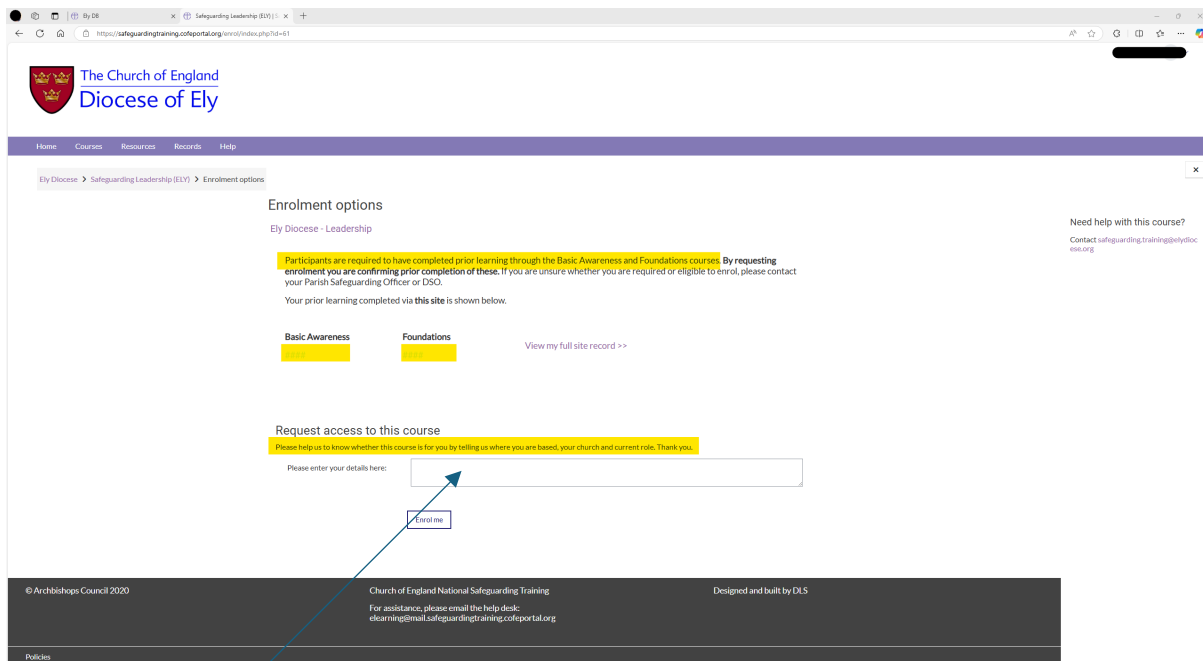 By DB
Safeguarding Leadership (ELY) | S
https://safeguardingtraining.cofeportal.org/enrol/index.php?id=61
The Church of England
Diocese of Ely
Home Courses Resources Records Help
Ely Diocese > Safeguarding Leadership (ELY) > Enrolment options
Enrolment options
Ely Diocese - Leadership
Participants are required to have completed prior learning through the Basic Awareness and Foundations courses. By requesting
enrolment you are confirming prior completion of these. If you are unsure whether you are required or eligible to enrol, please contact
your Parish Safeguarding Officer or DSO.
Your prior learning completed via this site is shown below.
Basic Awareness Foundations
View my full site record >>
Request access to this course
Please help us to know whether this course is for you by telling us where you are based, your church and current role. Thank you.
Please enter your details here:
Enrol me
Need help with this course?
Contact safeguarding.training@elydioc
ese.org
© Archbishops Council 2020
Church of England National Safeguarding Training
For assistance, please email the help desk:
elearning@mail.safeguardingtraining.cofeportal.org
Designed and built by DLS
Policies